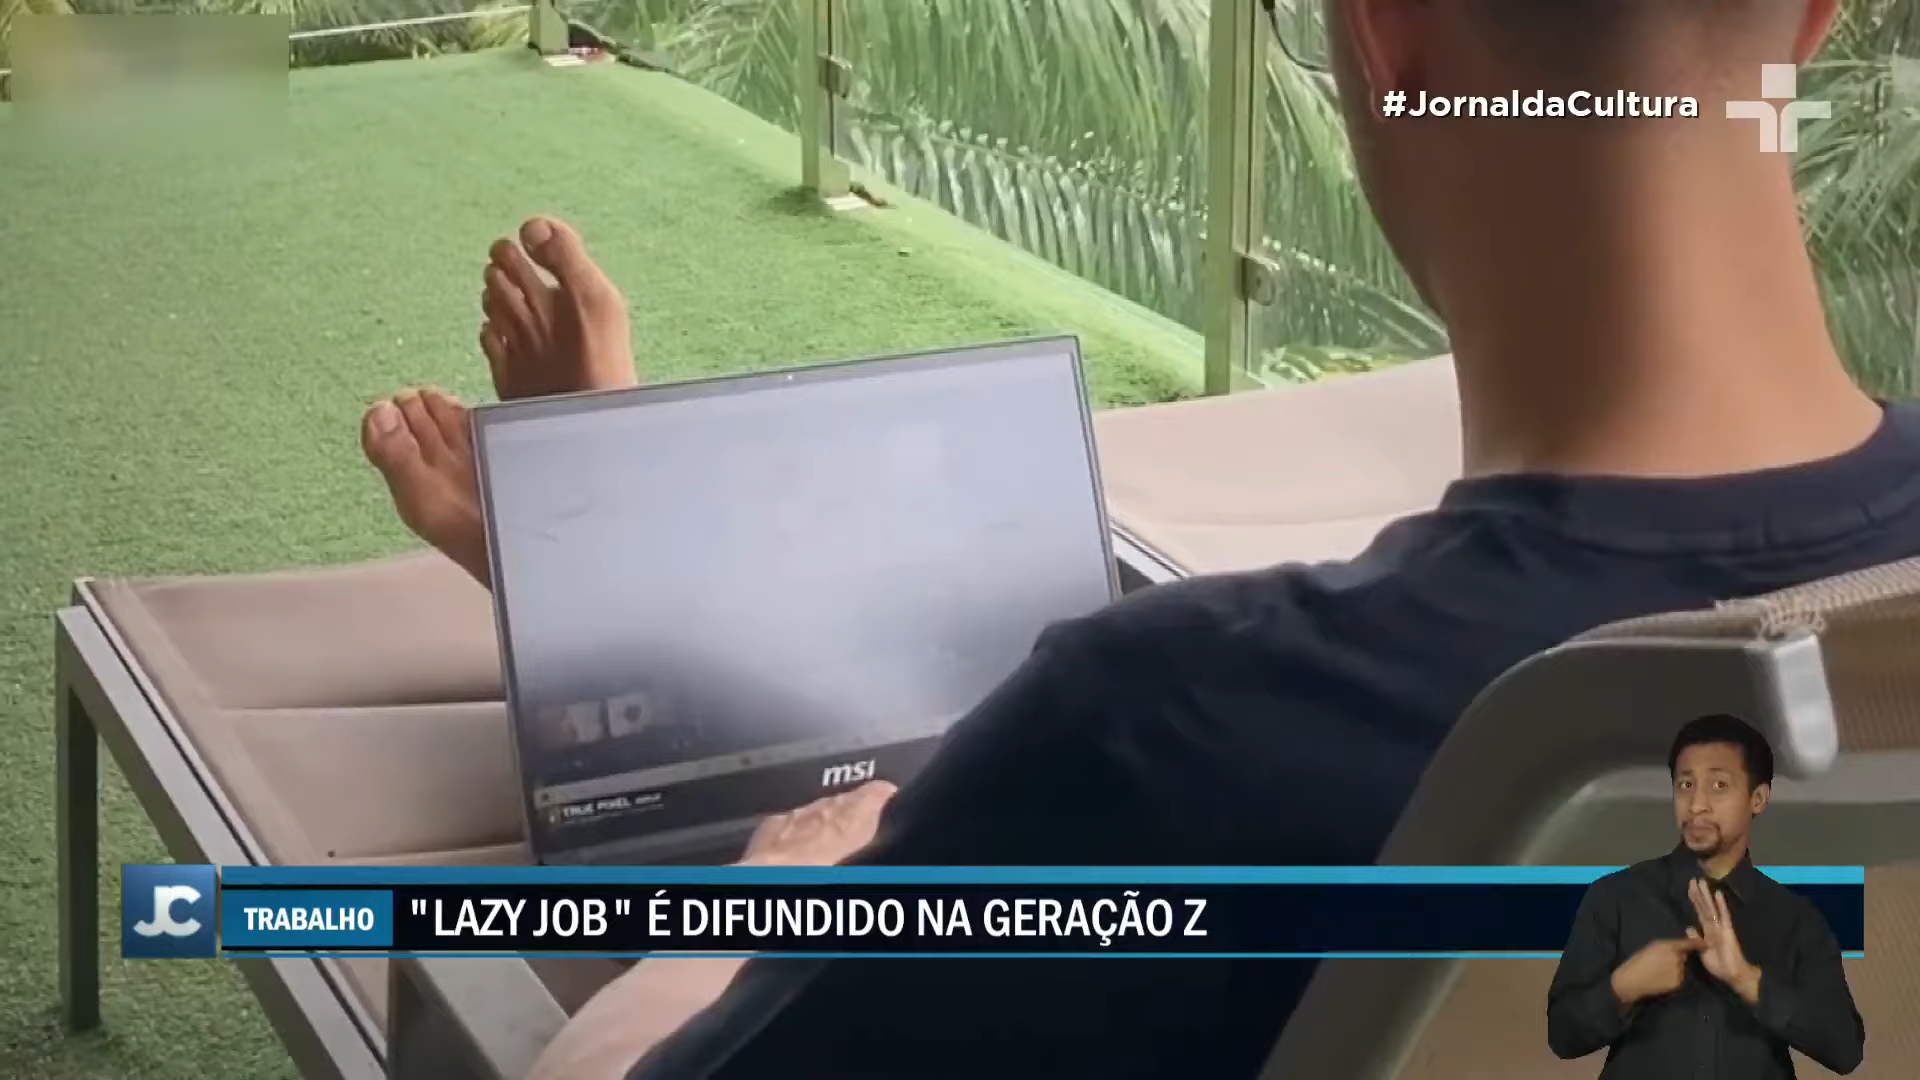 #JornaldaCultura
msi
TRUE PIXEL
JC
TRABALHO
"LAZY JOB" É DIFUNDIDO NA GERAÇÃO Z